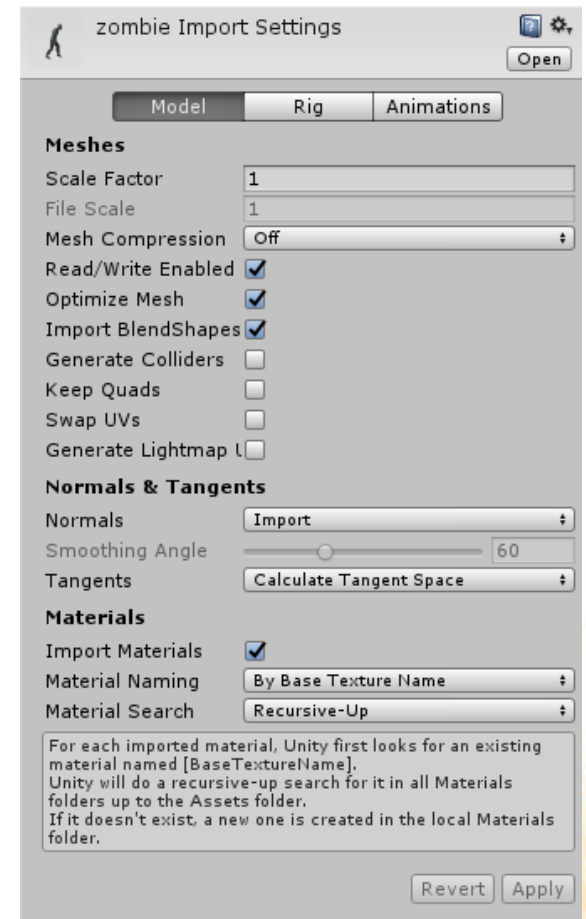 zombie Import Settings
Open
Model Rig Animations
Meshes
Scale Factor 1
File Scale 1
Mesh Compression Off
Read/Write Enabled
Optimize Mesh
Import BlendShapes
Generate Colliders
Keep Quads
Swap UVs
Generate Lightmap U
Normals & Tangents
Normals Import
Smoothing Angle 60
Tangents Calculate Tangent Space
Materials
Import Materials
Material Naming By Base Texture Name
Material Search Recursive-Up
For each imported material, Unity first looks for an existing
material named [BaseTextureName].
Unity will do a recursive-up search for it in all Materials
folders up to the Assets folder.
If it doesn't exist, a new one is created in the local Materials
folder.
Revert Apply